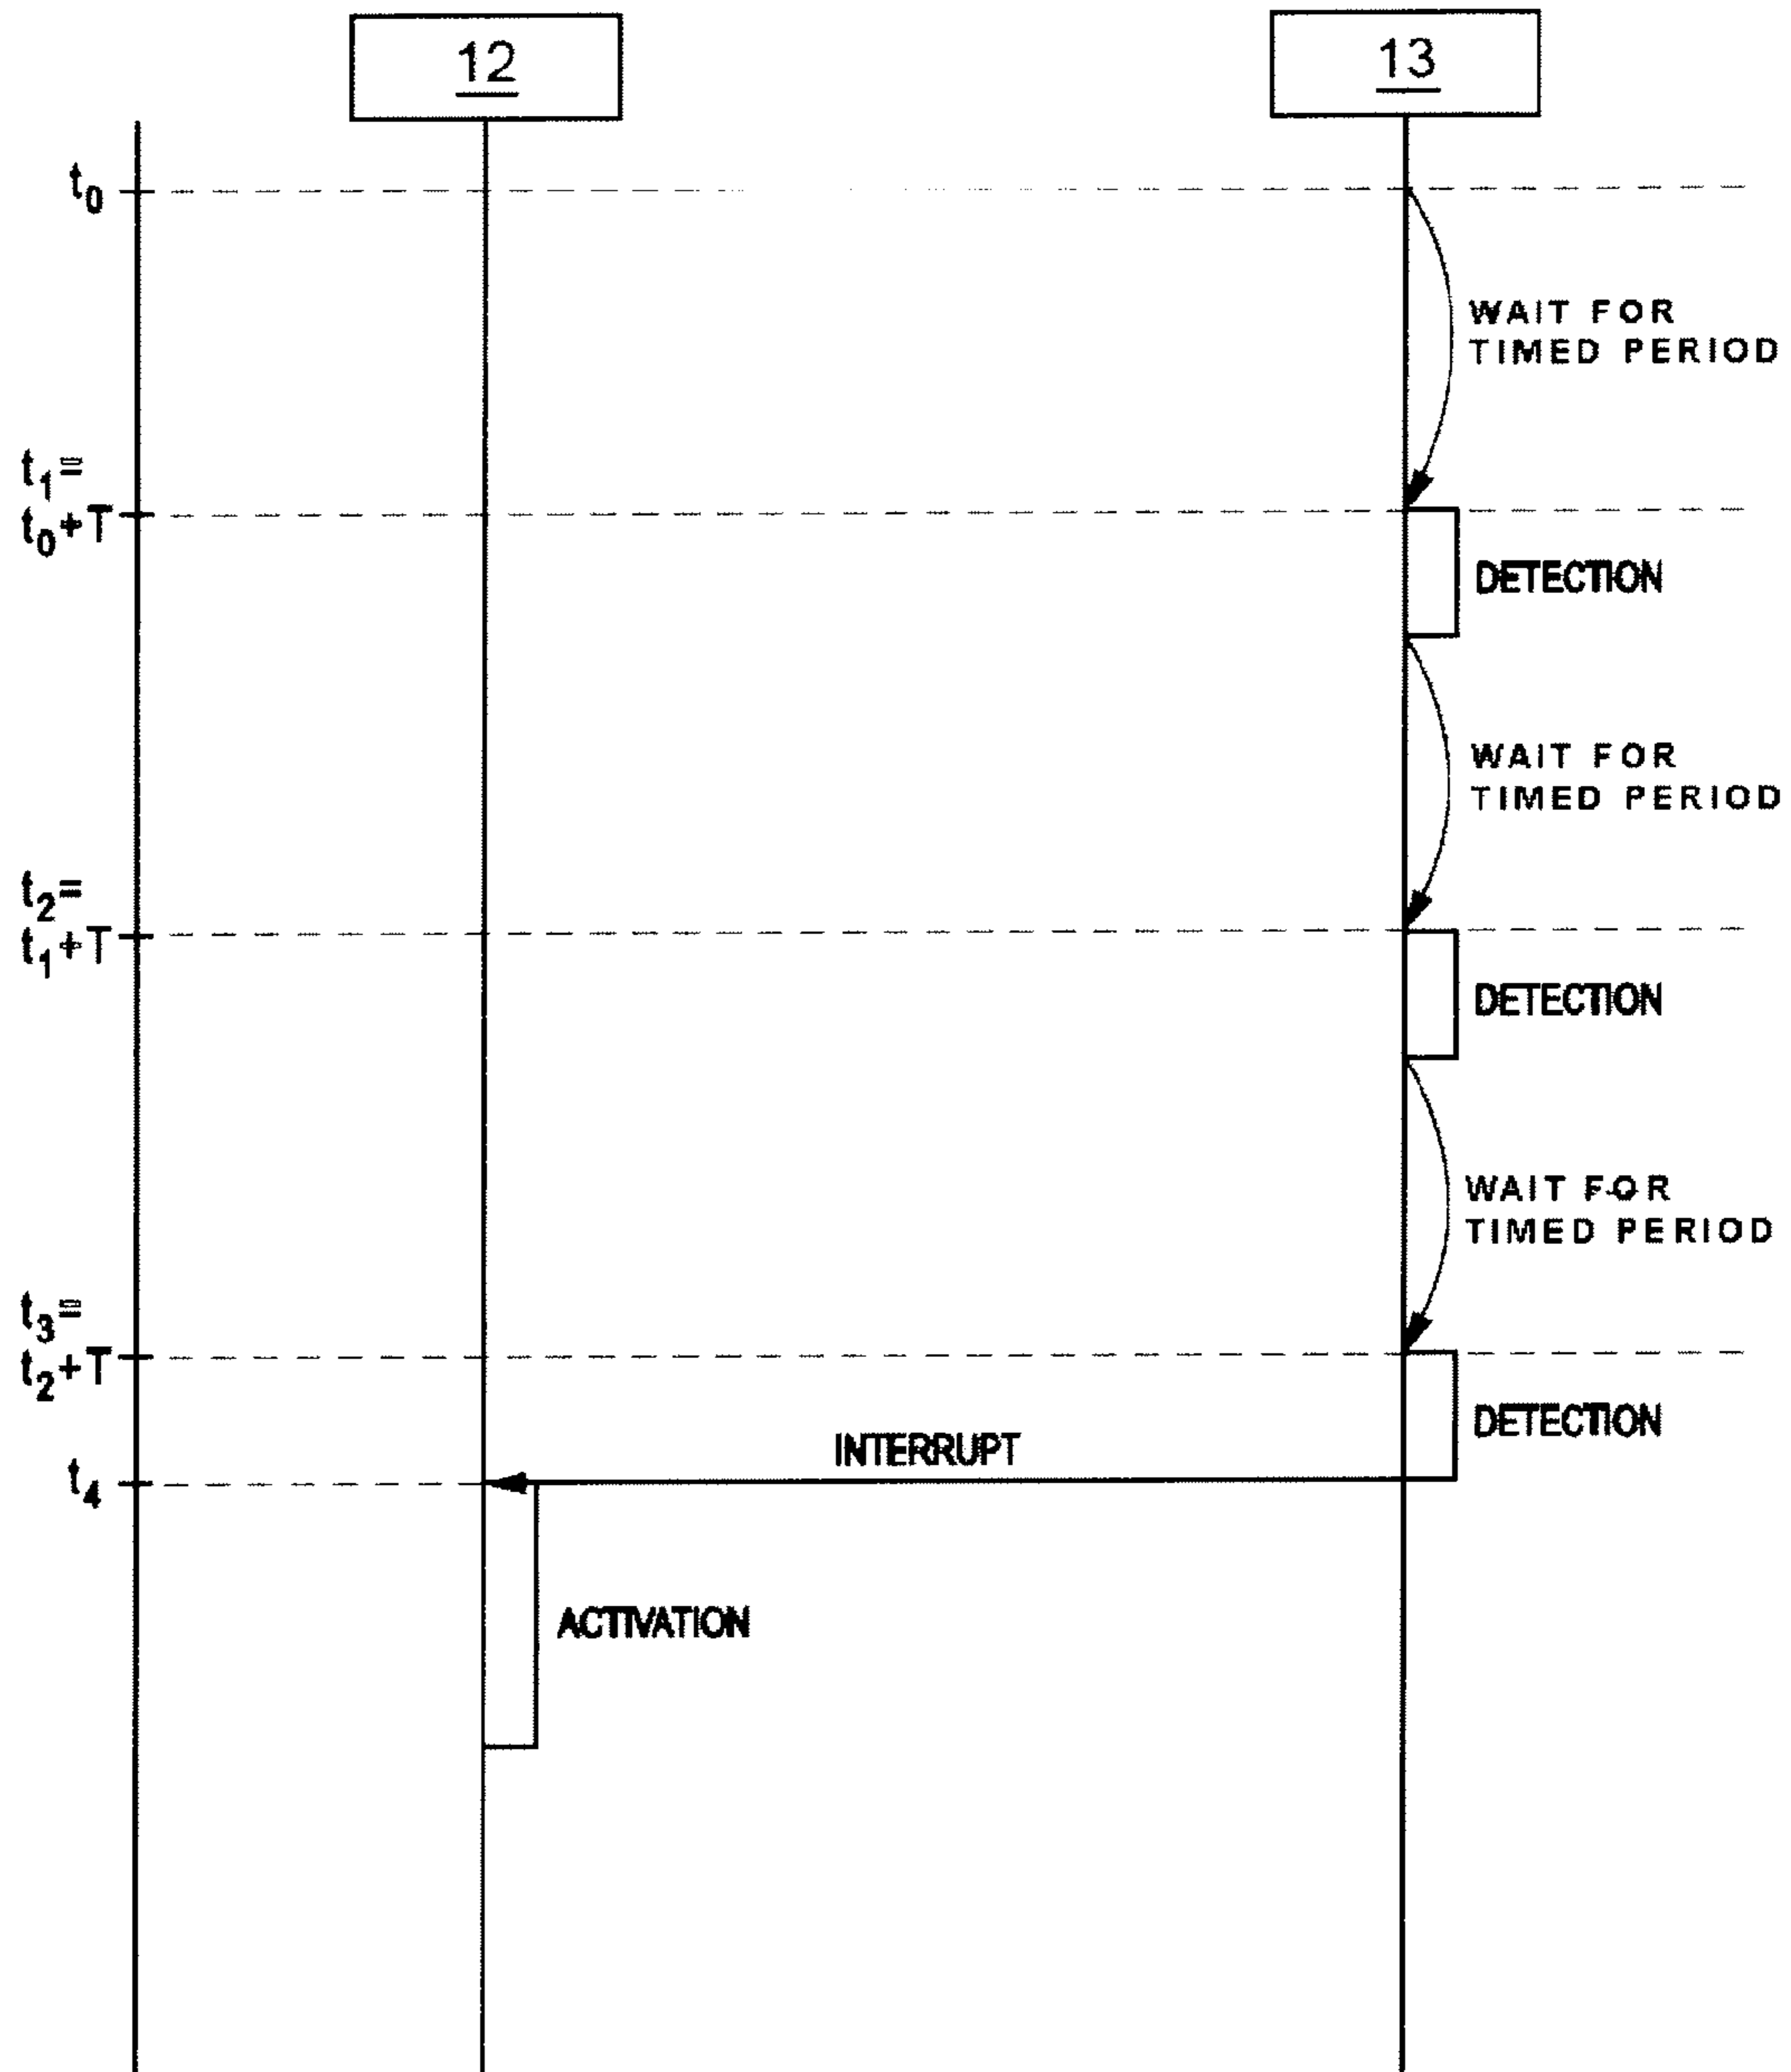 12
13
t₀
WAIT FOR
TIMED PERIOD
t₁=
t₀+T
DETECTION
WAIT FOR
TIMED PERIOD
t₂=
t₁+T
DETECTION
WAIT FOR
TIMED PERIOD
t₃=
t₂+T
DETECTION
INTERRUPT
t₄
ACTIVATION